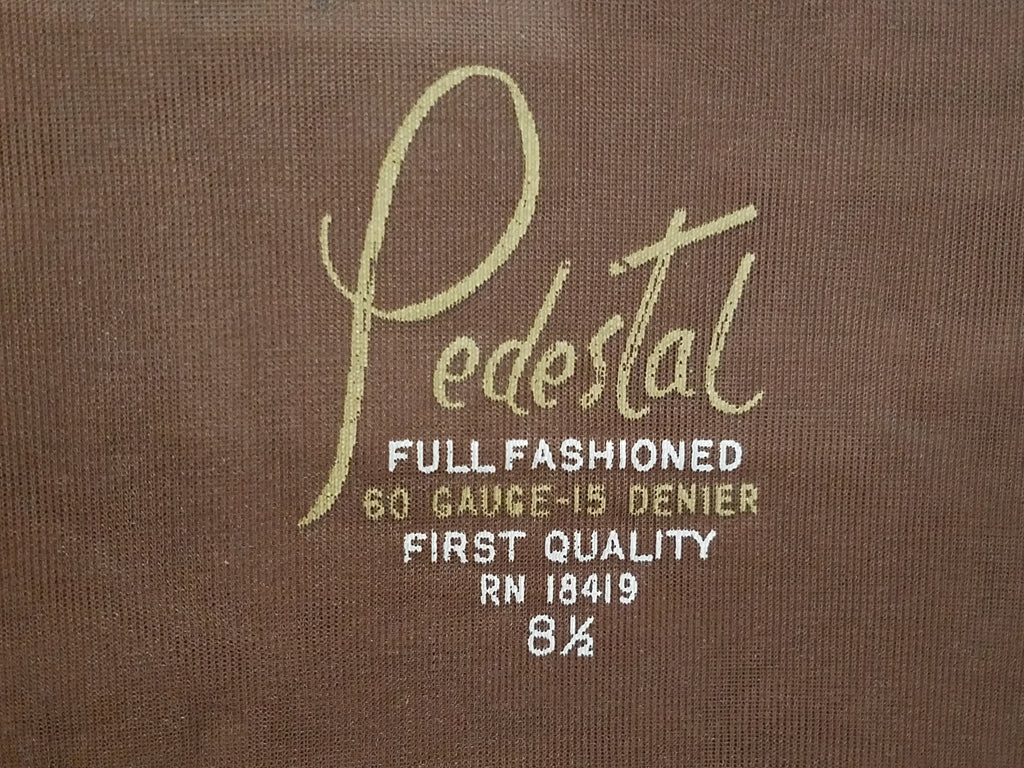 Pedestal
FULL FASHIONED
60 GAUGE-15 DENIER
FIRST QUALITY
RN 18419
8½